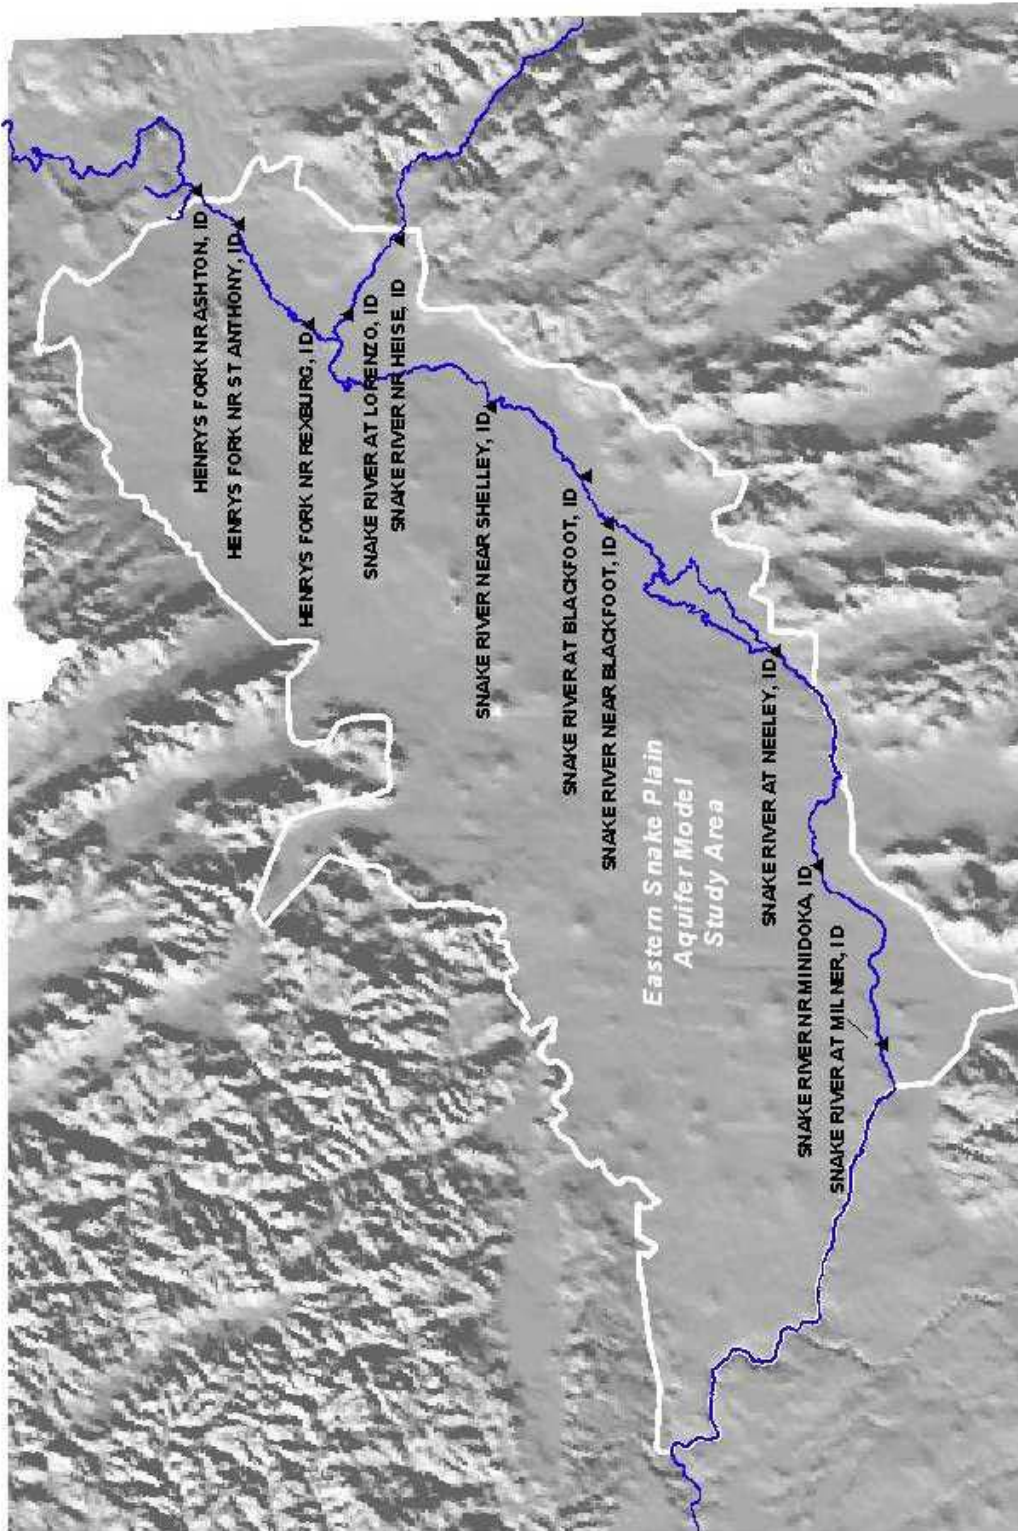 HENRYS FORK NR ASHTON, ID
HENRYS FORK NR ST ANTHONY, ID
HENRYS FORK NR REXBURG, ID
SNAKE RIVER AT LORENZO, ID
SNAKE RIVER NR HEISE, ID
SNAKE RIVER NEAR SHELLEY, ID
SNAKE RIVER AT BLACKFOOT, ID
SNAKE RIVER NEAR BLACKFOOT, ID
Eastern Snake Plain
Aquifer Model
Study Area
SNAKE RIVER AT NEELEY, ID
SNAKE RIVER NR MINIDOKA, ID
SNAKE RIVER AT MILNER, ID